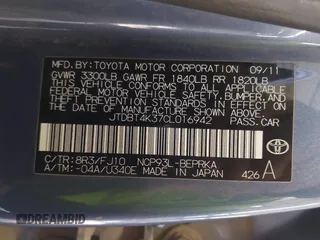 MFD.BY:TOYOTA MOTOR CORPORATION 09/11
GVWR 3300LB GAWR FR 1840LB RR 1820LB
THIS VEHICLE CONFORMS TO ALL APPLICABLE
FEDERAL MOTOR VEHICLE SAFETY, BUMPER, AND
THEFT PREVENTION STANDARDS IN EFFECT ON
THE DATE OF MANUFACTURE SHOWN ABOVE.
JTDBT4K37CL016942 PASS.CAR
C/TR: 8R3/FJ10 NCP93L-BEPRKA
A/TM: -04A/U340E MADE IN JAPAN 426 A
TOYOTA
DREAMBID